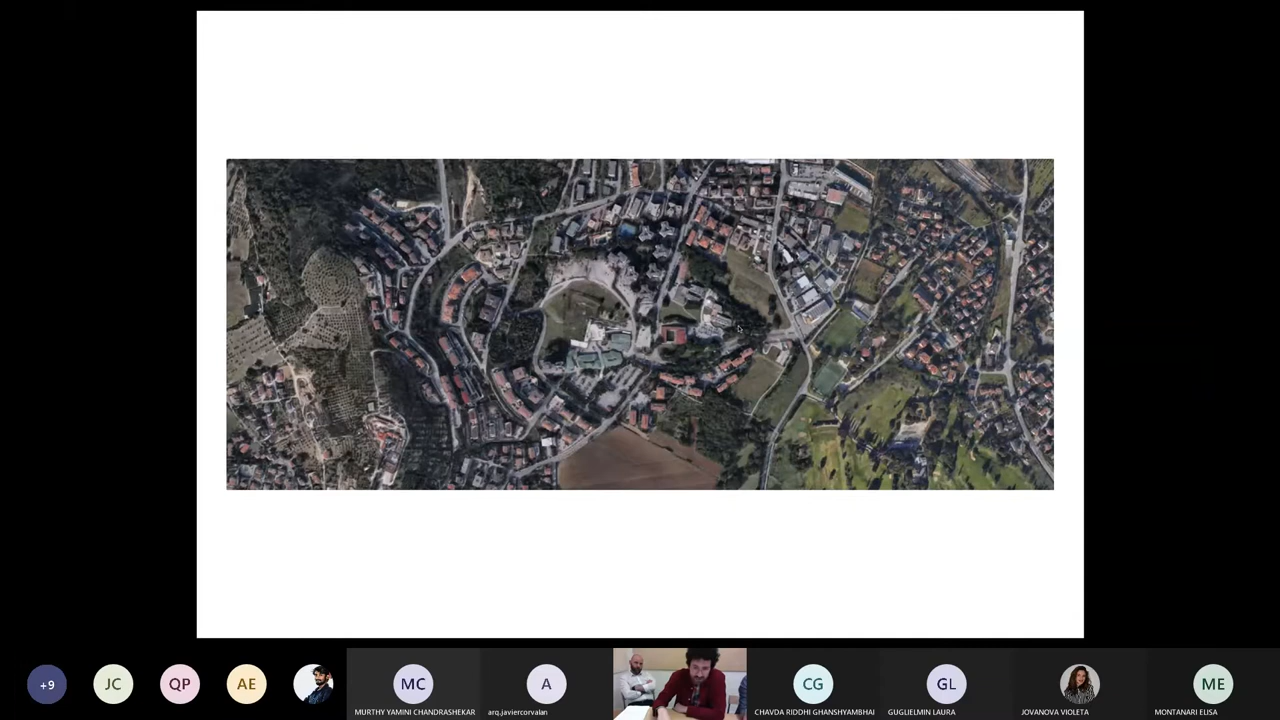 +9
JC
QP
AE
MC
MURTHY YAMINI CHANDRASHEKAR
A
arq.javiercorvalan
CG
CHAVDA RIDDHI GHANSHYAMBHAI
GL
GUGLIELMIN LAURA
JOVANOVA VIOLETA
ME
MONTANARI ELISA